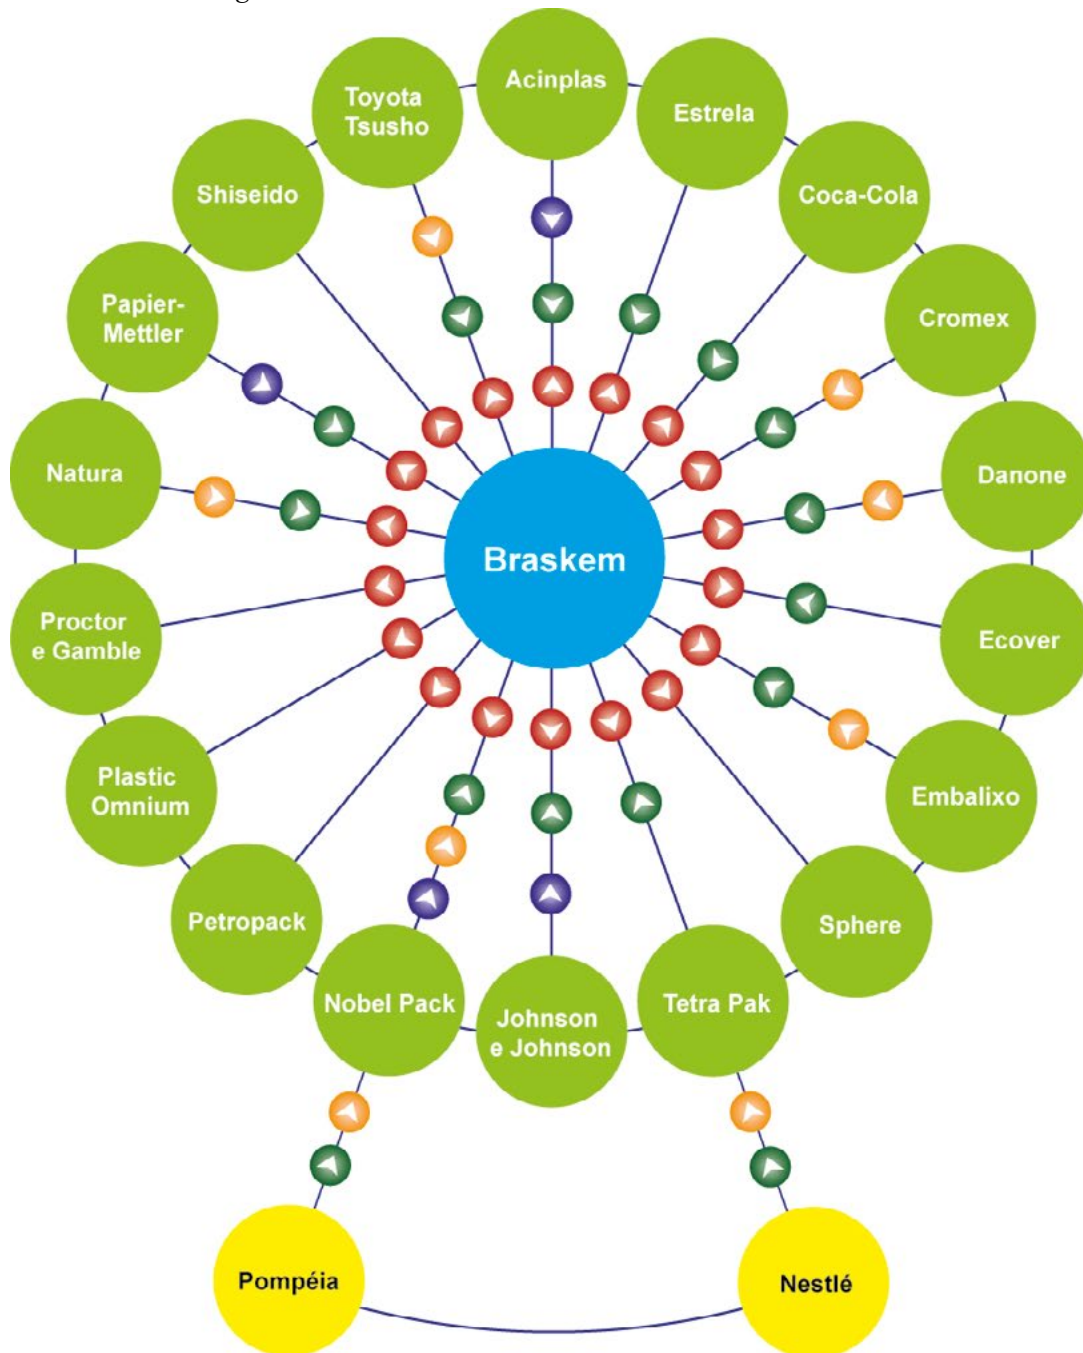 Acinplas
Toyota
Tsusho
Estrela
Shiseido
Coca-Cola
Papier-
Mettler
Cromex
Natura
Danone
Braskem
Proctor
e Gamble
Ecover
Plastic
Omnium
Embalixo
Petropack
Sphere
Nobel Pack
Johnson
e Johnson
Tetra Pak
Pompéia
Nestlé